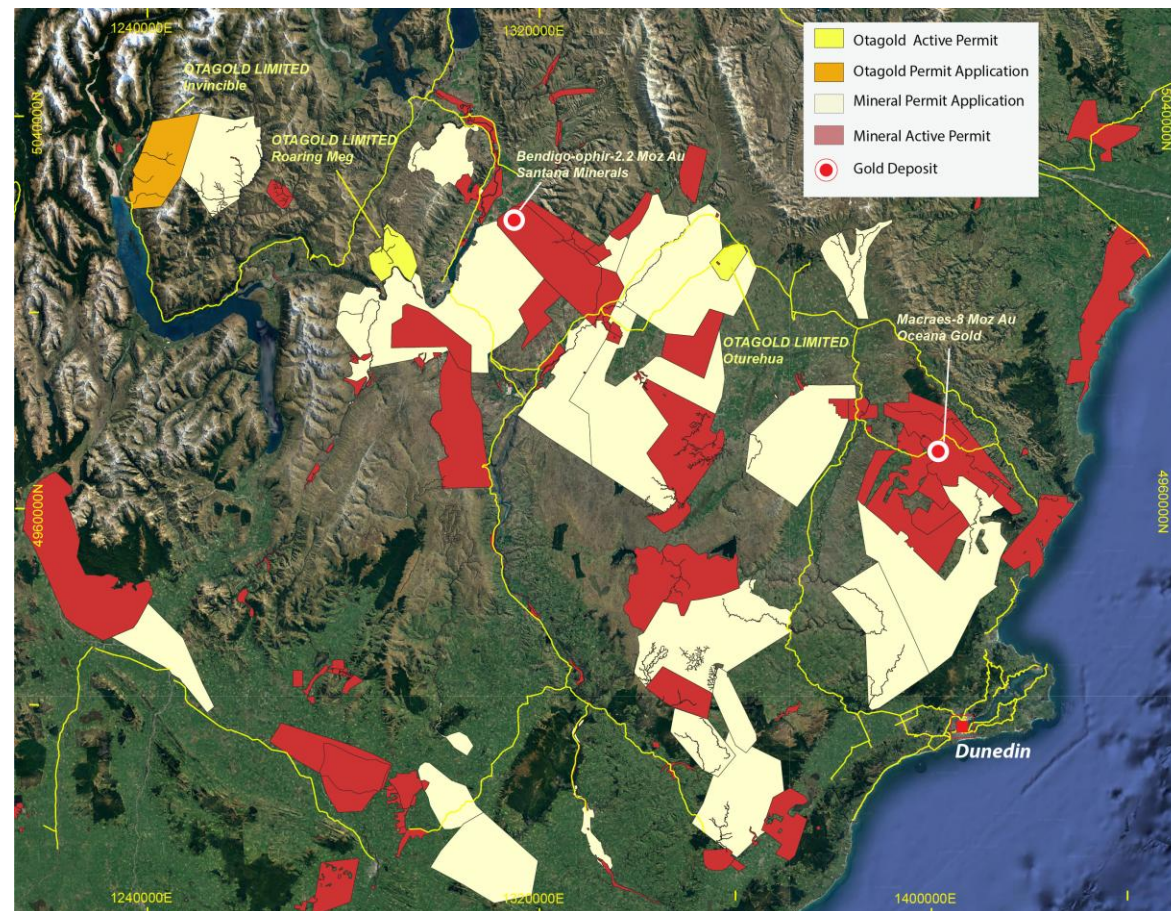 1240000E
1320000E
Otagold Active Permit
Otagold Permit Application
Mineral Permit Application
Mineral Active Permit
Gold Deposit
OTAGOLD LIMITED
Invincible
5040000N
5040000N
OTAGOLD LIMITED
Roaring Meg
Bendigo-ophir-2.2 Moz Au
Santana Minerals
Macraes-8 Moz Au
Oceana Gold
OTAGOLD LIMITED
Oturehua
4960000N
4960000N
Dunedin
1240000E
1320000E
1400000E